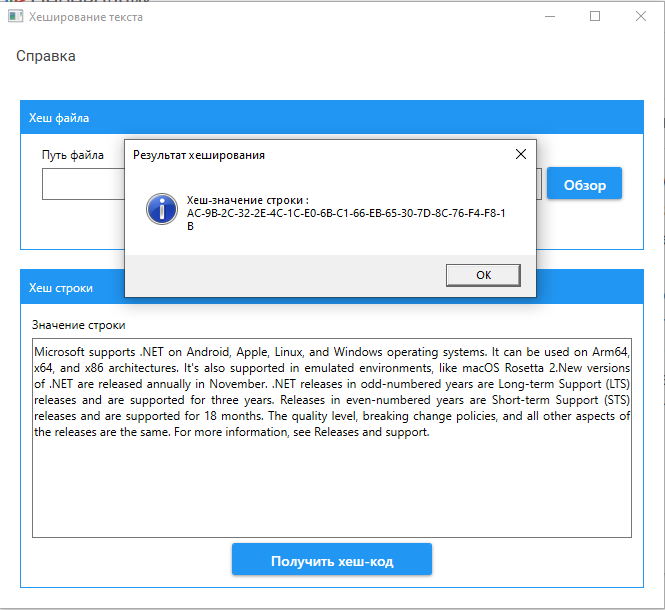 Хеширование текста
Справка
Хеш файла
Путь файла
Обзор
Результат хеширования
Хеш-значение строки :
AC-9B-2C-32-2E-4C-1C-E0-6B-C1-66-EB-65-30-7D-8C-76-F4-F8-1
B
OK
Хеш строки
Значение строки
Microsoft supports .NET on Android, Apple, Linux, and Windows operating systems. It can be used on Arm64,
x64, and x86 architectures. It's also supported in emulated environments, like macOS Rosetta 2.New versions
of .NET are released annually in November. .NET releases in odd-numbered years are Long-term Support (LTS)
releases and are supported for three years. Releases in even-numbered years are Short-term Support (STS)
releases and are supported for 18 months. The quality level, breaking change policies, and all other aspects of
the releases are the same. For more information, see Releases and support.
Получить хеш-код